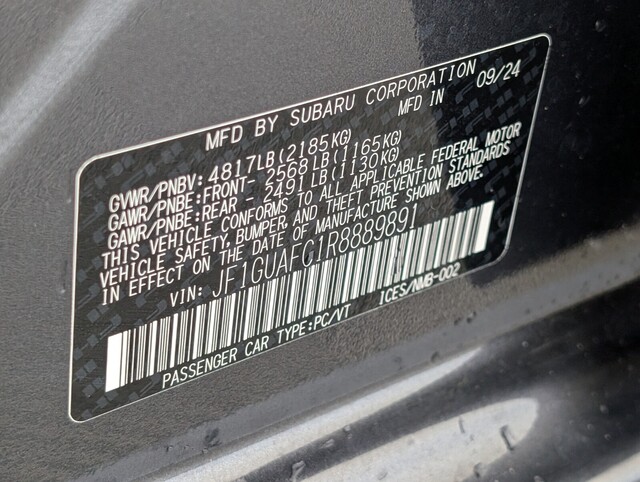 MFD BY SUBARU CORPORATION
MFD IN 09/24
GVWR/PNBV: 4817LB(2185KG)
GAWR/PNBE:FRONT- 2568LB(1165KG)
GAWR/PNBE:REAR - 2491LB(1130KG)
THIS VEHICLE CONFORMS TO ALL APPLICABLE FEDERAL MOTOR
VEHICLE SAFETY, BUMPER, AND THEFT PREVENTION STANDARDS
IN EFFECT ON THE DATE OF MANUFACTURE SHOWN ABOVE.
VIN: JF1GUAFC1R8889891
PASSENGER CAR TYPE:PC/VT ICES/NMB-002